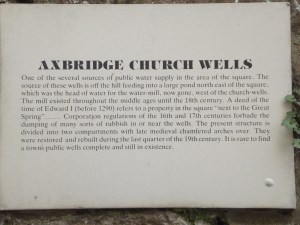 AXBRIDGE CHURCH WELLS
One of the several sources of public water supply in the area of the square. The
source of these wells is off the hill feeding into a large pond north east of the square,
which was the head of water for the water-mill, now gone, west of the church-wells.
The mill existed throughout the middle ages until the 18th century. A deed of the
time of Edward I (before 1290) refers to a property in the square "next to the Great
Spring"....... Corporation regulations of the 16th and 17th centuries forbade the
dumping of many sorts of rubbish in or near the wells. The present structure is
divided into two compartments with late medieval chamfered arches over. They
were restored and rebuilt during the last quarter of the 19th century. It is rare to find
a towns public wells complete and still in existence.